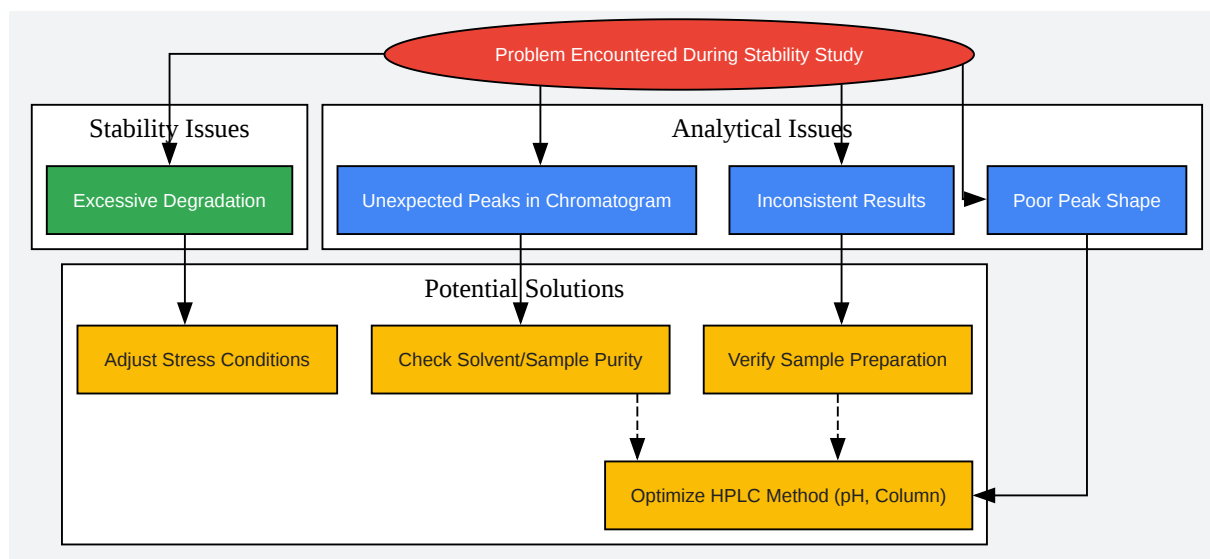 Problem Encountered During Stability Study
Stability Issues
Analytical Issues
Excessive Degradation
Unexpected Peaks in Chromatogram
Inconsistent Results
Poor Peak Shape
Potential Solutions
Adjust Stress Conditions
Check Solvent/Sample Purity
Verify Sample Preparation
Optimize HPLC Method (pH, Column)